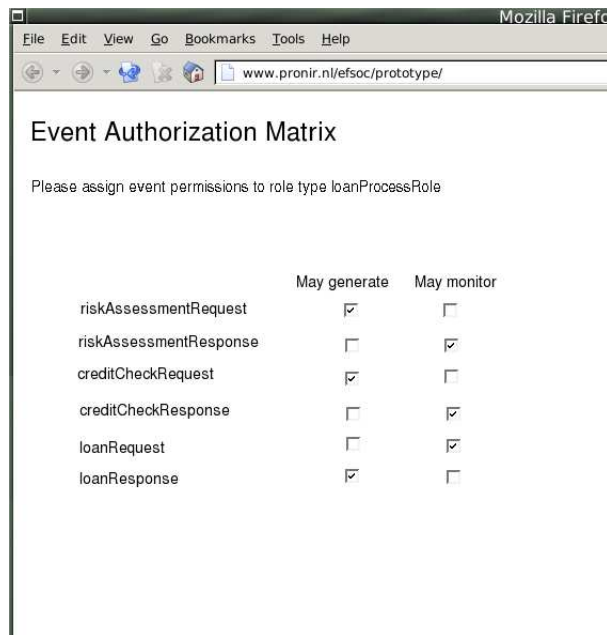 Mozilla Firefo
File Edit View Go Bookmarks Tools Help
www.pronir.nl/efsoc/prototype/
Event Authorization Matrix
Please assign event permissions to role type loanProcessRole
May generate May monitor
riskAssessmentRequest
riskAssessmentResponse
creditCheckRequest
creditCheckResponse
loanRequest
loanResponse